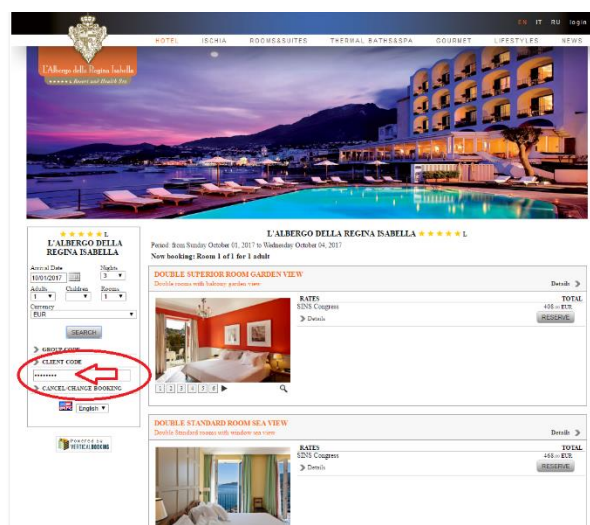 EN IT RU login
HOTEL ISCHIA ROOMS&SUITES THERMAL BATHS&SPA GOURMET LIFESTYLES NEWS
L'Albergo della Regina Isabella
Resort and Health Spa
L
L'ALBERGO DELLA
REGINA ISABELLA
Arrival Date Nights
10/01/2017 3
Adults Children Rooms
1 1
Currency
EUR
SEARCH
GROUP CODE
CLIENT CODE
••••••••
CANCEL-CHANGE BOOKING
English
POWERED BY
VERTICALBOOKING
L'ALBERGO DELLA REGINA ISABELLA L
Period: from Sunday October 01, 2017 to Wednesday October 04, 2017
Now booking: Room 1 of 1 for 1 adult
DOUBLE SUPERIOR ROOM GARDEN VIEW
Double rooms with balcony garden view Details
RATES TOTAL
SINS Congress EUR
Details RESERVE
1 2 3 4 5 6
DOUBLE STANDARD ROOM SEA VIEW
Double Standard rooms with window sea view Details
RATES TOTAL
SINS Congress EUR
Details RESERVE